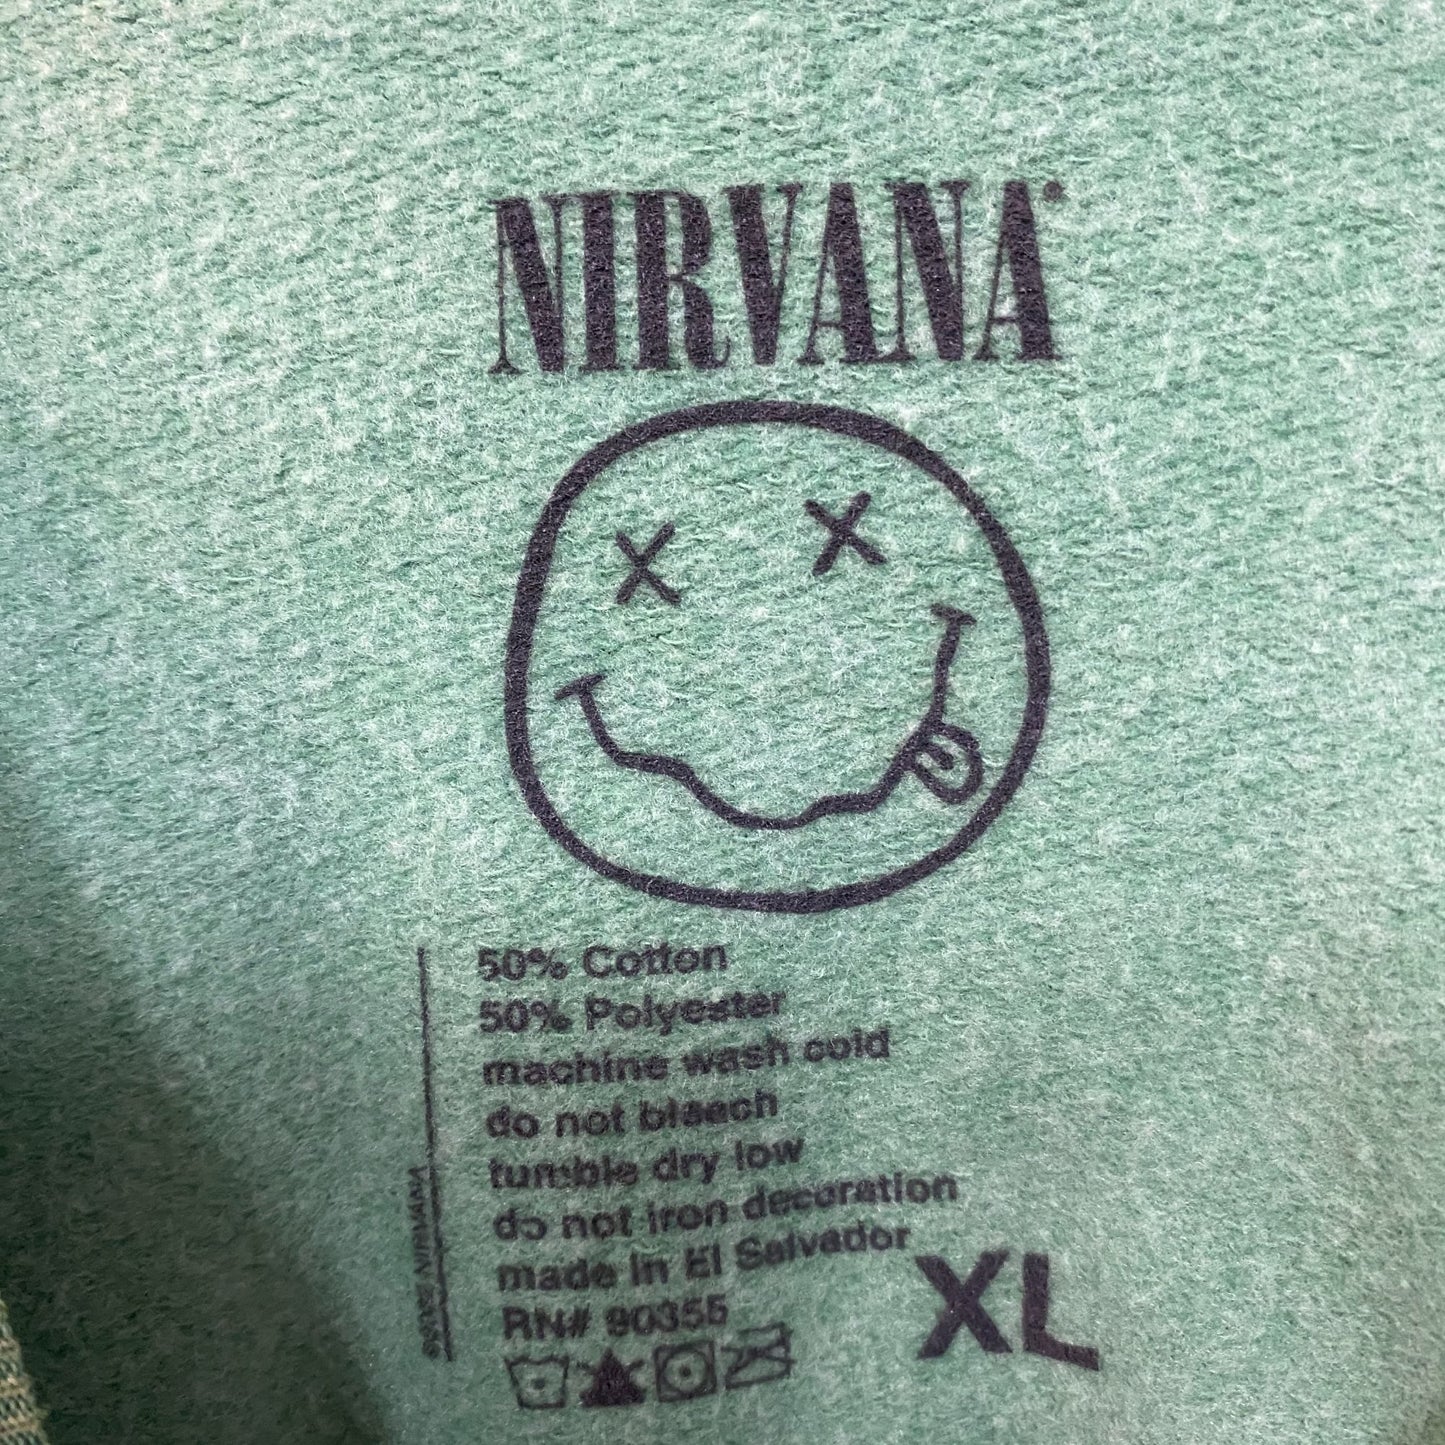 NIRVANA®
50% Cotton
50% Polyester
machine wash cold
do not bleach
tumble dry low
do not iron decoration
made in El Salvador
RN# 90355
XL